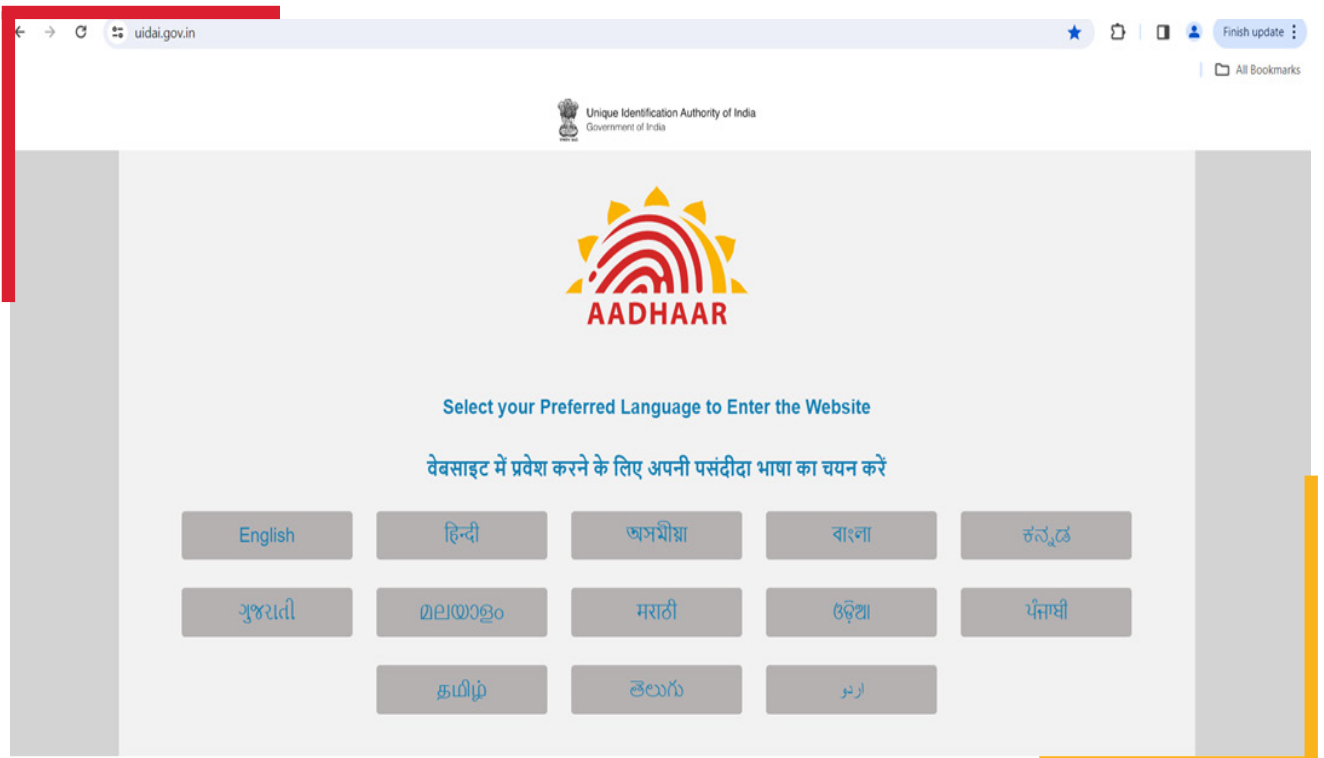 uidai.gov.in
Finish update
All Bookmarks
Unique Identification Authority of India
Government of India
AADHAAR
Select your Preferred Language to Enter the Website
वेबसाइट में प्रवेश करने के लिए अपनी पसंदीदा भाषा का चयन करें
English हिन्दी অসমীয়া বাংলা ಕನ್ನಡ
ગુજરાતી മലയാളം मराठी ଓଡ଼ିଆ ਪੰਜਾਬੀ
தமிழ் తెలుగు اردو